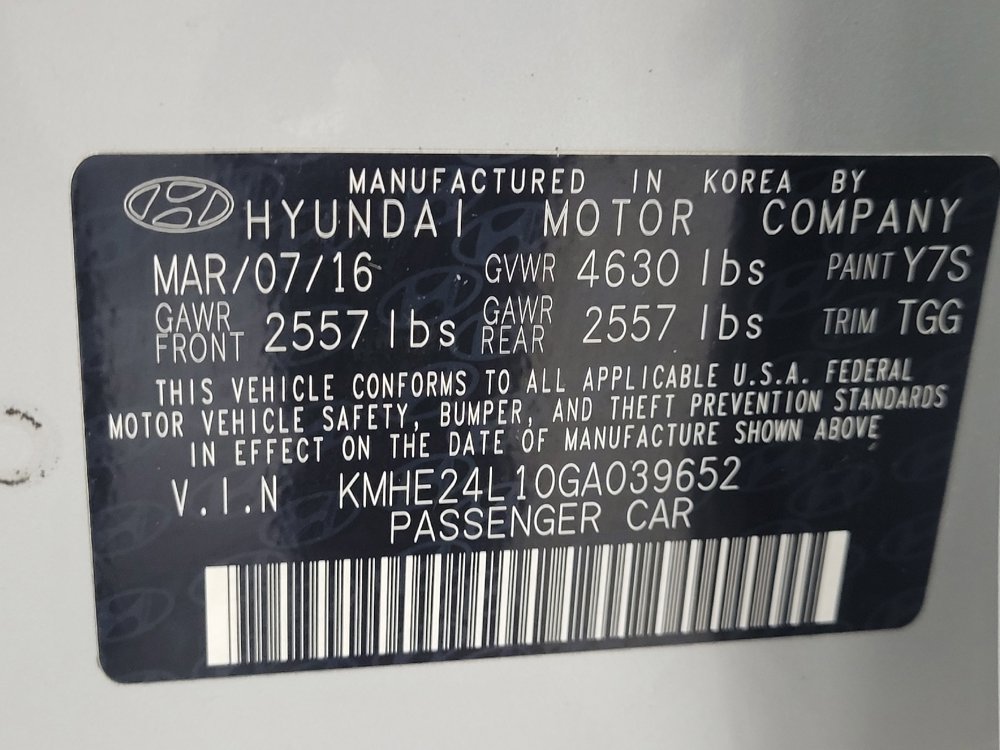 MANUFACTURED IN KOREA BY
HYUNDAI MOTOR COMPANY
MAR/07/16 GVWR 4630 lbs PAINT Y7S
GAWR FRONT 2557 lbs GAWR REAR 2557 lbs TRIM TGG
THIS VEHICLE CONFORMS TO ALL APPLICABLE U.S.A. FEDERAL
MOTOR VEHICLE SAFETY, BUMPER, AND THEFT PREVENTION STANDARDS
IN EFFECT ON THE DATE OF MANUFACTURE SHOWN ABOVE
V.I.N KMHE24L10GA039652
PASSENGER CAR